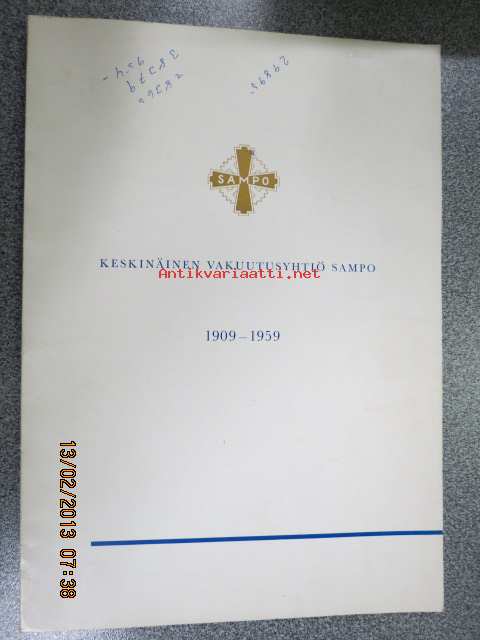 SAMPO
KESKINÄINEN VAKUUTUSYHTIÖ SAMPO
Antikvariaatti.net
1909 – 1959
13/02/2013 07:38